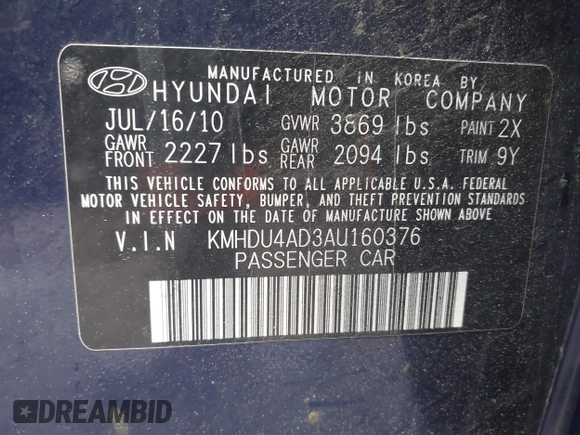 MANUFACTURED IN KOREA BY
HYUNDAI MOTOR COMPANY
JUL/16/10 GVWR 3869 lbs PAINT 2X
GAWR FRONT 2227 lbs GAWR REAR 2094 lbs TRIM 9Y
THIS VEHICLE CONFORMS TO ALL APPLICABLE U.S.A. FEDERAL
MOTOR VEHICLE SAFETY, BUMPER, AND THEFT PREVENTION STANDARDS
IN EFFECT ON THE DATE OF MANUFACTURE SHOWN ABOVE
V.I.N KMHDU4AD3AU160376
PASSENGER CAR
DREAMBID